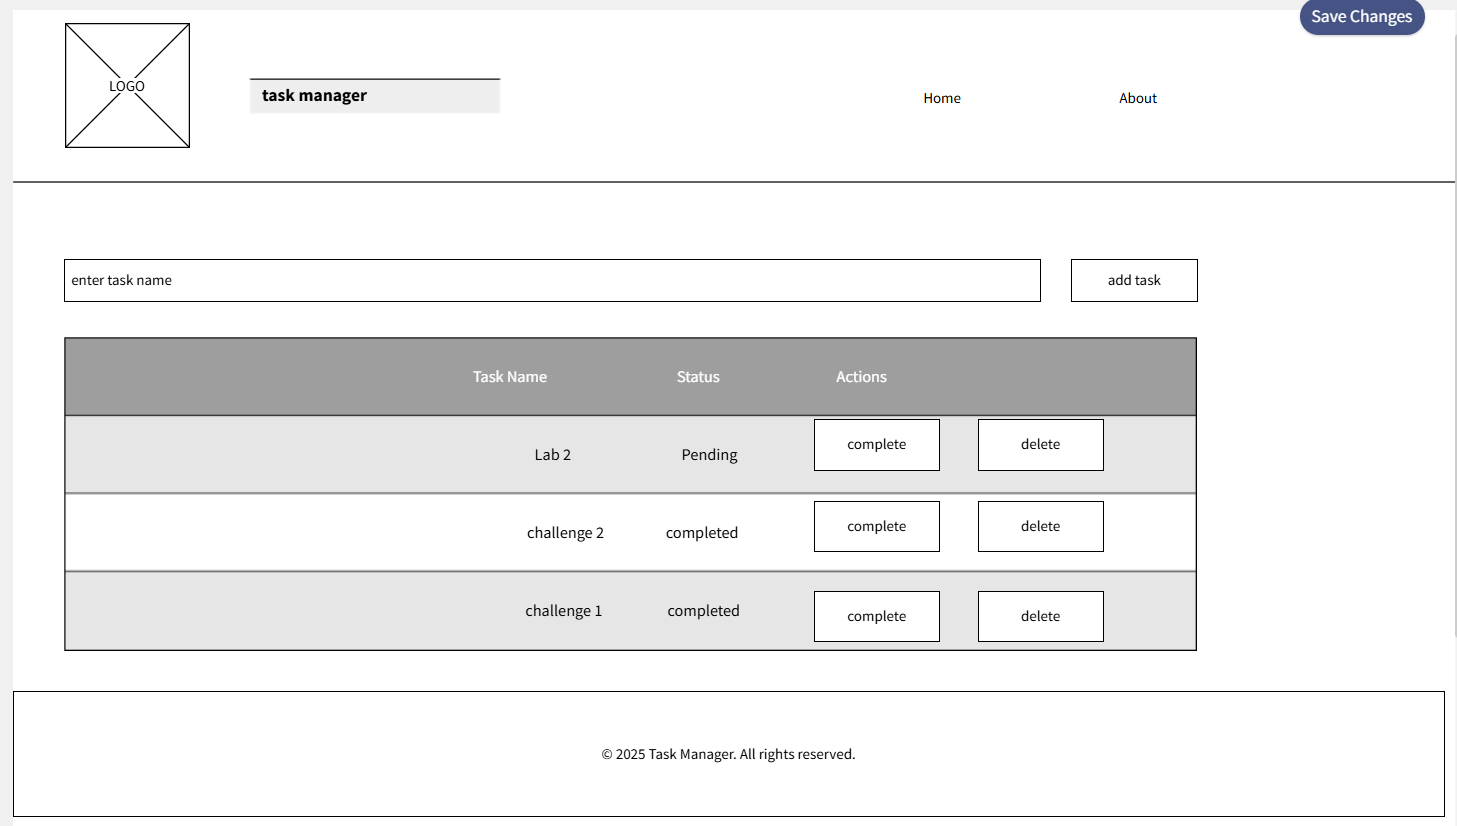 Save Changes
LOGO
task manager
Home
About
enter task name
add task
Task Name Status Actions
Lab 2 Pending complete delete
challenge 2 completed complete delete
challenge 1 completed complete delete
© 2025 Task Manager. All rights reserved.